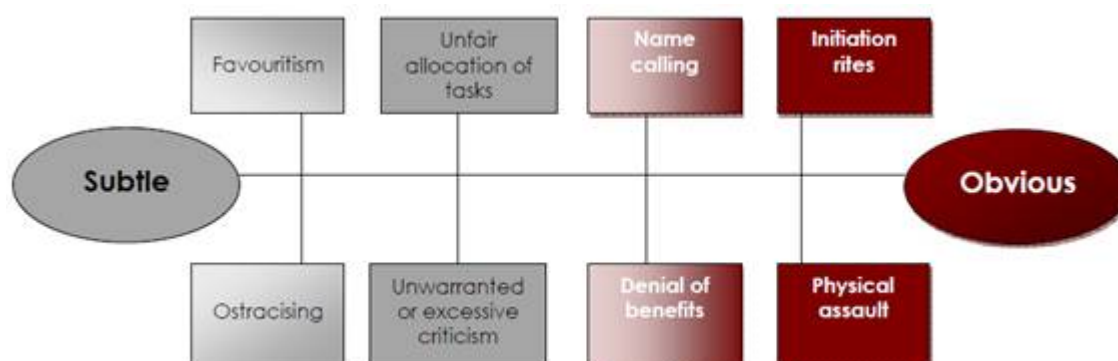 Favouritism
Unfair
allocation of
tasks
Name
calling
Initiation
rites
Subtle
Obvious
Ostracising
Unwarranted
or excessive
criticism
Denial of
benefits
Physical
assault